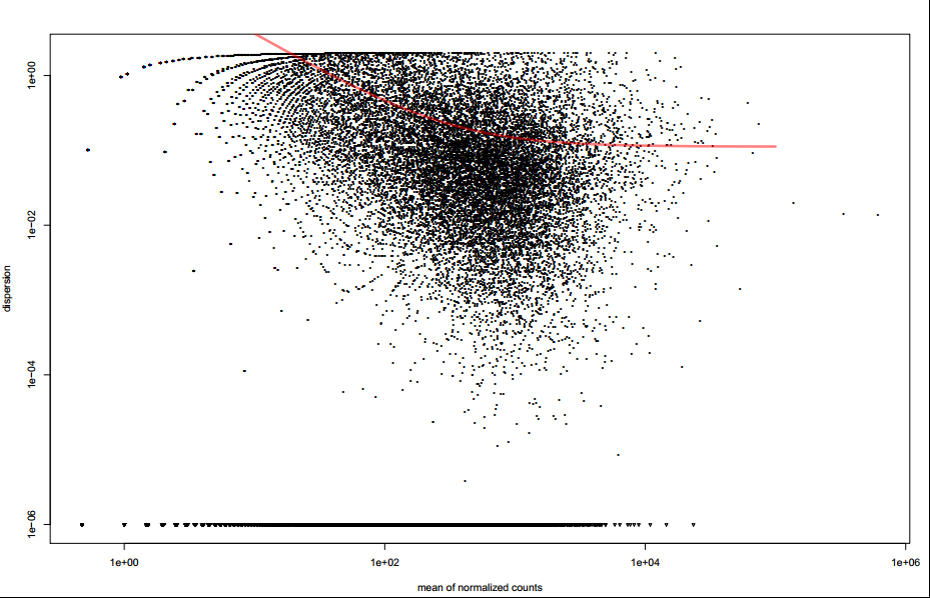 1e+00
1e-02
1e-04
1e-06
dispersion
1e+00 1e+02 1e+04 1e+06
mean of normalized counts